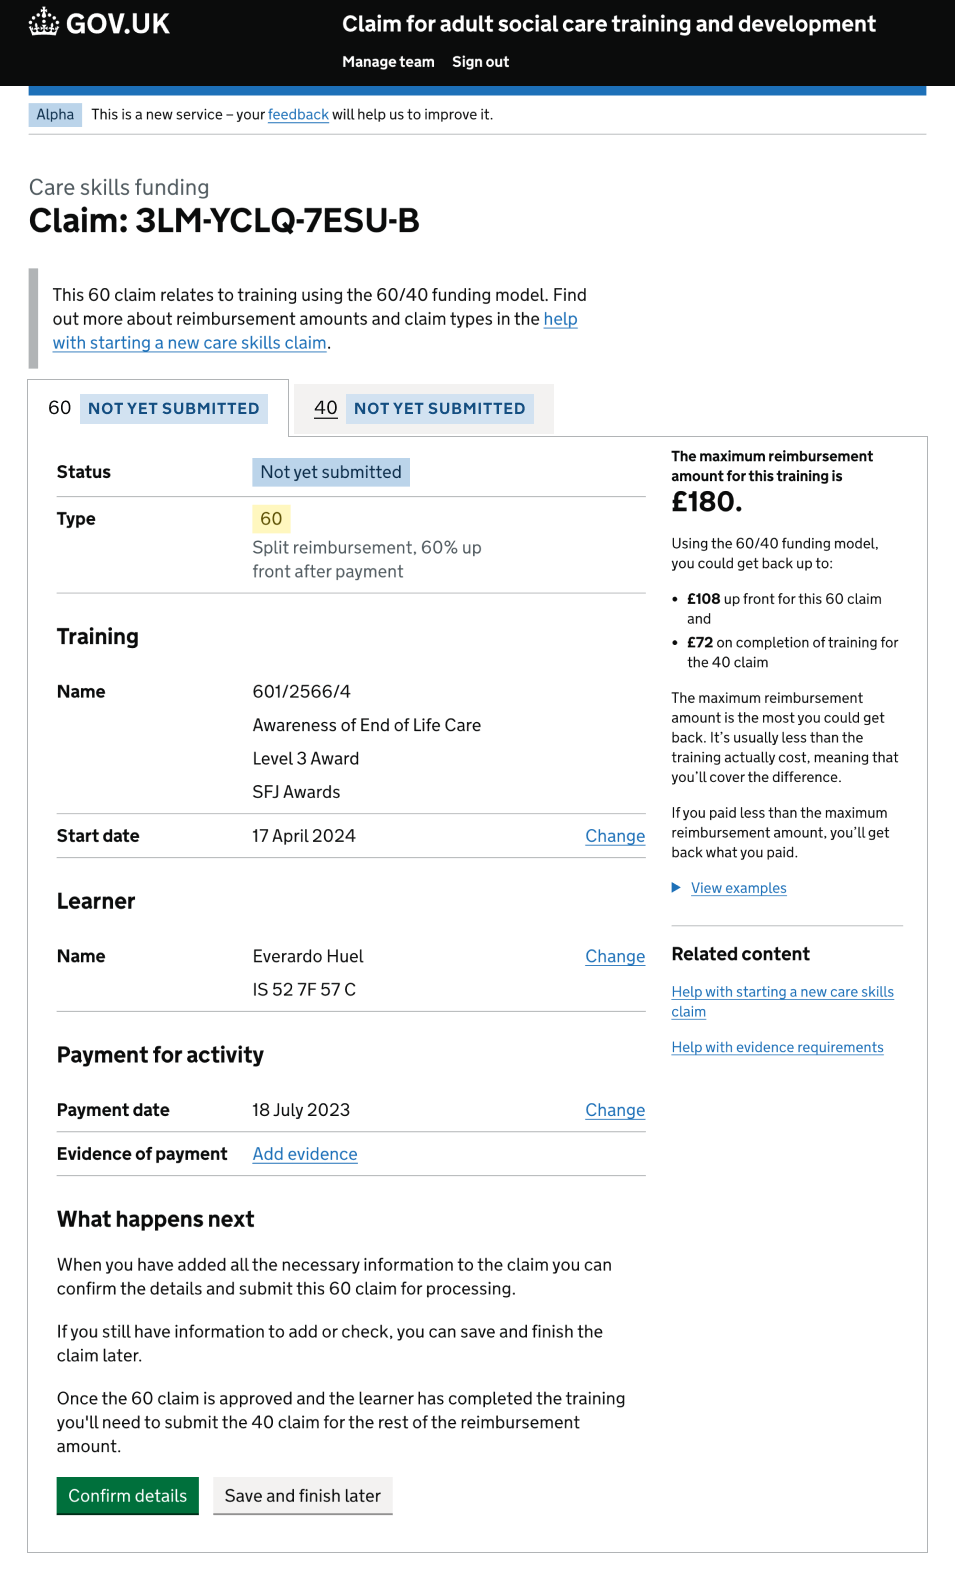 GOV.UK
Claim for adult social care training and development
Manage team Sign out
Alpha This is a new service – your feedback will help us to improve it.
Care skills funding
Claim: 3LM-YCLQ-7ESU-B
This 60 claim relates to training using the 60/40 funding model. Find
out more about reimbursement amounts and claim types in the help
with starting a new care skills claim.
60 NOT YET SUBMITTED
40 NOT YET SUBMITTED
Status Not yet submitted
Type 60
Split reimbursement, 60% up
front after payment
Training
Name 601/2566/4
Awareness of End of Life Care
Level 3 Award
SFJ Awards
Start date 17 April 2024 Change
Learner
Name Everardo Huel Change
IS 52 7F 57 C
Payment for activity
Payment date 18 July 2023 Change
Evidence of payment Add evidence
What happens next
When you have added all the necessary information to the claim you can
confirm the details and submit this 60 claim for processing.
If you still have information to add or check, you can save and finish the
claim later.
Once the 60 claim is approved and the learner has completed the training
you'll need to submit the 40 claim for the rest of the reimbursement
amount.
Confirm details Save and finish later
The maximum reimbursement
amount for this training is
£180.
Using the 60/40 funding model,
you could get back up to:
• £108 up front for this 60 claim
and
• £72 on completion of training for
the 40 claim
The maximum reimbursement
amount is the most you could get
back. It’s usually less than the
training actually cost, meaning that
you’ll cover the difference.
If you paid less than the maximum
reimbursement amount, you’ll get
back what you paid.
View examples
Related content
Help with starting a new care skills
claim
Help with evidence requirements